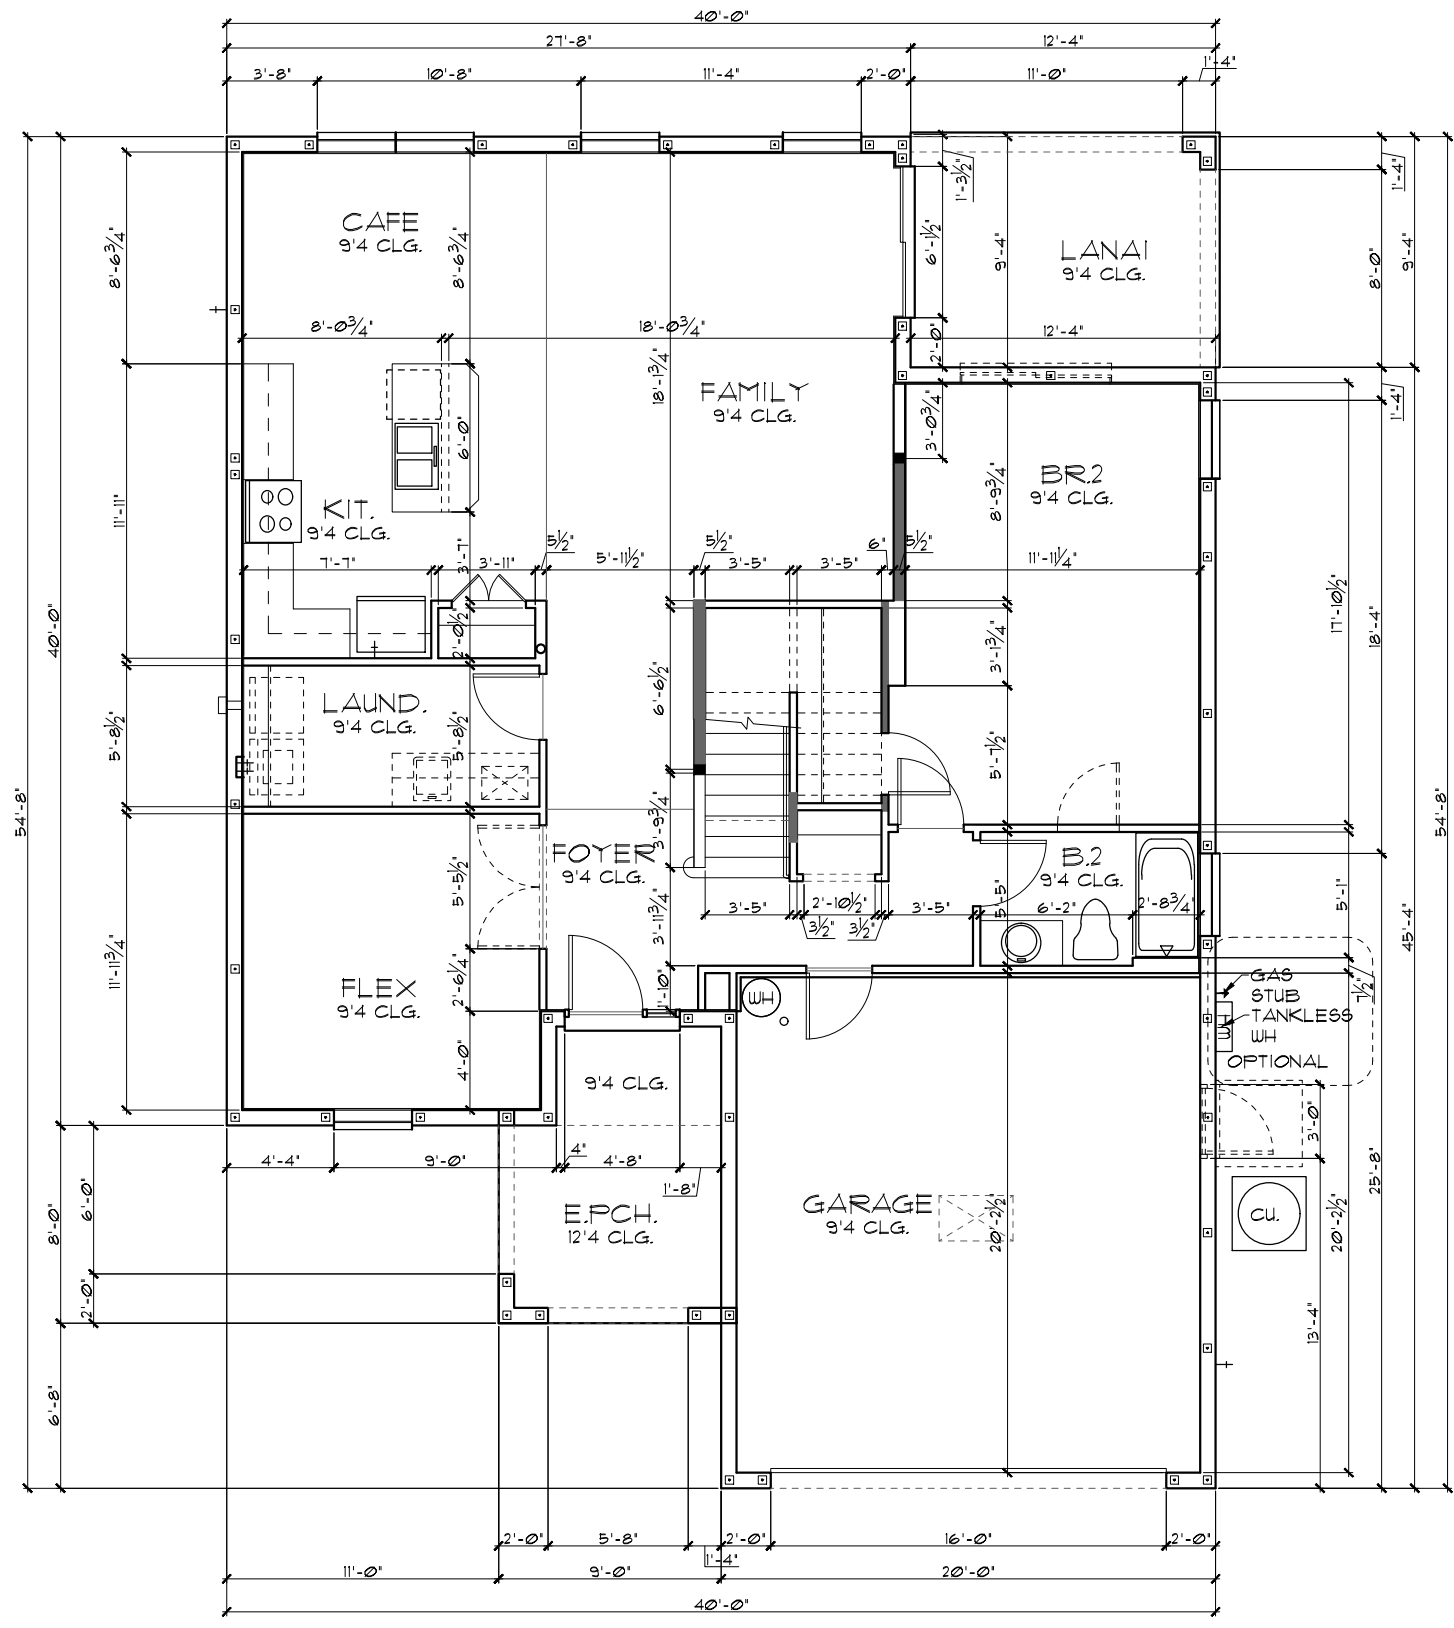 40'-0"
27'-8" 12'-4"
3'-8" 10'-8" 11'-4" 2'-0" 11'-0" 1'-4"
1'-3½" 1'-4"
CAFE
9'4 CLG.
8'-6¾" 8'-6¾" 6'-1½" 9'-4" 8'-0" 9'-4"
LANAI
9'4 CLG.
8'-0¾" 18'-0¾" 2'-0" 12'-4"
18'-1¾"
FAMILY
9'4 CLG.
3'-0¾" 1'-4"
6'-0"
BR.2
9'4 CLG.
8'-9¾"
11'-11"
KIT.
9'4 CLG.
5½" 5½" 6" 5½"
7'-7" 3'-7" 3'-11" 5'-11½" 3'-5" 3'-5" 11'-11¼"
40'-0" 2'-0½" 3'-1¾" 17'-10½" 18'-4"
6'-6½"
LAUND.
9'4 CLG.
5'-8½" 5'-8½" 5'-7½"
54'-8" 54'-8"
3'-9¾"
FOYER
9'4 CLG.
B.2
9'4 CLG.
5'-5½" 5'-5" 5'-1"
3'-5" 2'-10½" 3'-5" 6'-2" 2'-8¾"
3½" 3½"
3'-11¾" 45'-4"
11'-11¾" 2'-6¼" 1'-10" 7½"
FLEX
9'4 CLG.
WH
GAS
STUB
TANKLESS
WH
OPTIONAL
WH
4'-0"
9'4 CLG.
3'-0"
4'-4" 9'-0" 4" 4'-8"
1'-8"
6'-0" 8'-0" 25'-8"
E.PCH.
12'4 CLG.
GARAGE
9'4 CLG.
20'-2½" CU. 20'-2½"
2'-0"
13'-4"
6'-8"
2'-0" 5'-8" 2'-0" 16'-0" 2'-0"
1'-4"
11'-0" 9'-0" 20'-0"
40'-0"